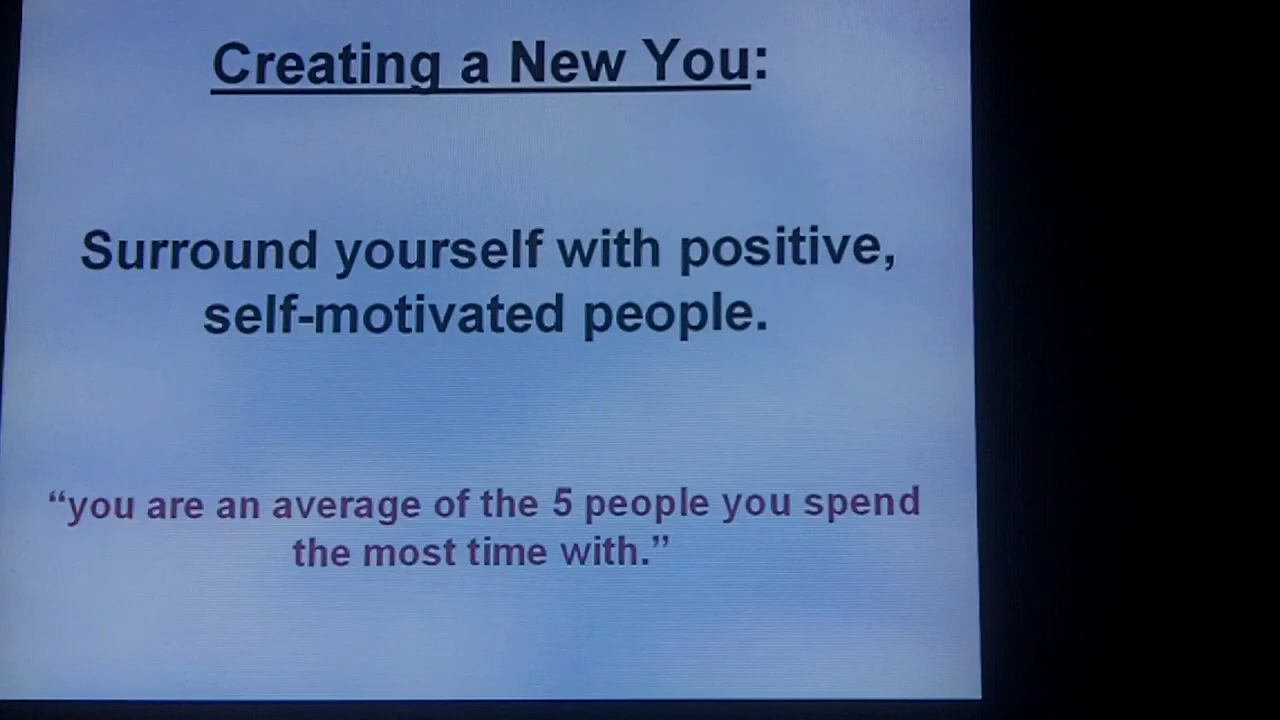 Creating a New You:
Surround yourself with positive,
self-motivated people.
“you are an average of the 5 people you spend
the most time with.”